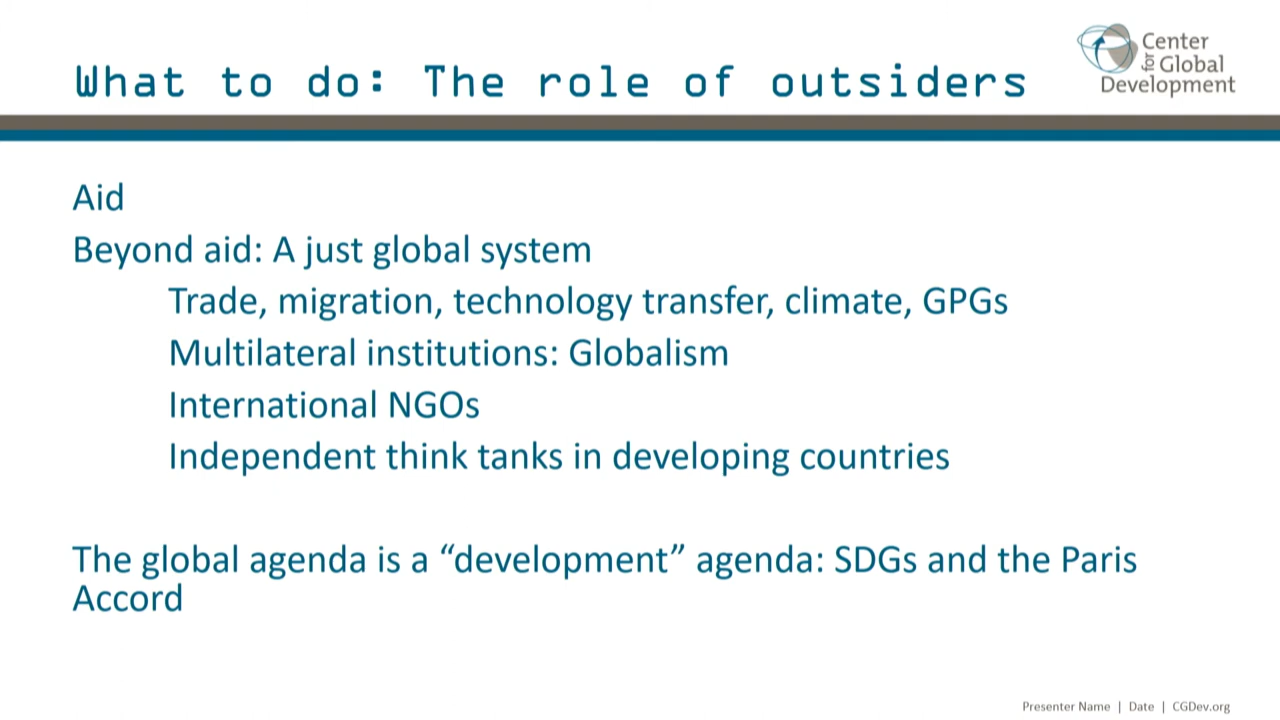 What to do: The role of outsiders
Center
for Global
Development
Aid
Beyond aid: A just global system
Trade, migration, technology transfer, climate, GPGs
Multilateral institutions: Globalism
International NGOs
Independent think tanks in developing countries
The global agenda is a “development” agenda: SDGs and the Paris
Accord
Presenter Name | Date | CGDev.org